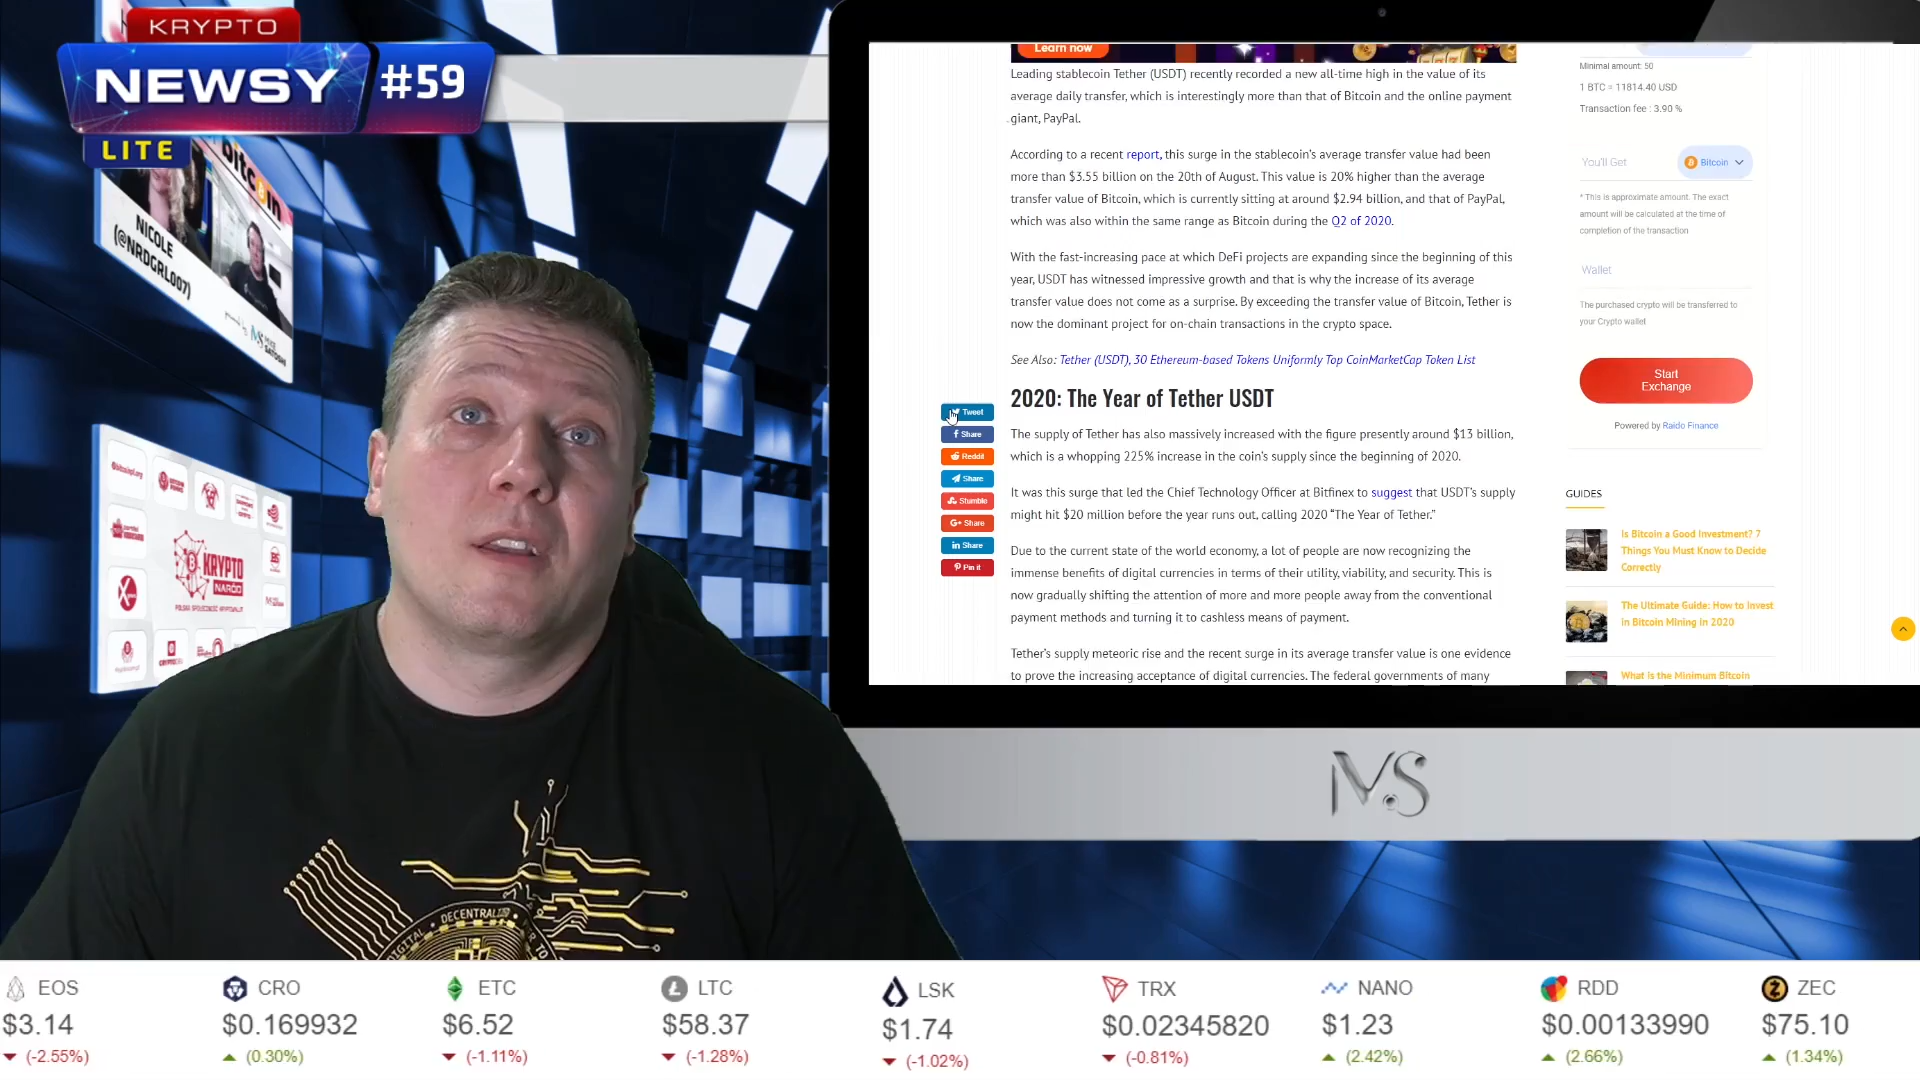 KRYPTO
NEWSY #59
LITE
bitcoin
NICOLE
(@NRDGRL007)
powered by
MIKE
SATOSHI
KRYPTO
NARÓD
POLSKA SPOŁECZNOŚĆ KRYPTOWALUT
DECENTRAL
DIGITAL
Learn now
Leading stablecoin Tether (USDT) recently recorded a new all-time high in the value of its
average daily transfer, which is interestingly more than that of Bitcoin and the online payment
giant, PayPal.
According to a recent report, this surge in the stablecoin’s average transfer value had been
more than $3.55 billion on the 20th of August. This value is 20% higher than the average
transfer value of Bitcoin, which is currently sitting at around $2.94 billion, and that of PayPal,
which was also within the same range as Bitcoin during the Q2 of 2020.
With the fast-increasing pace at which DeFi projects are expanding since the beginning of this
year, USDT has witnessed impressive growth and that is why the increase of its average
transfer value does not come as a surprise. By exceeding the transfer value of Bitcoin, Tether is
now the dominant project for on-chain transactions in the crypto space.
See Also: Tether (USDT), 30 Ethereum-based Tokens Uniformly Top CoinMarketCap Token List
2020: The Year of Tether USDT
The supply of Tether has also massively increased with the figure presently around $13 billion,
which is a whopping 225% increase in the coin’s supply since the beginning of 2020.
It was this surge that led the Chief Technology Officer at Bitfinex to suggest that USDT’s supply
might hit $20 million before the year runs out, calling 2020 “The Year of Tether.”
Due to the current state of the world economy, a lot of people are now recognizing the
immense benefits of digital currencies in terms of their utility, viability, and security. This is
now gradually shifting the attention of more and more people away from the conventional
payment methods and turning it to cashless means of payment.
Tether’s supply meteoric rise and the recent surge in its average transfer value is one evidence
to prove the increasing acceptance of digital currencies. The federal governments of many
Tweet
Share
Reddit
Share
Stumble
G+ Share
in Share
Pin it
Minimal amount: 50
1 BTC = 11814.40 USD
Transaction fee : 3.90 %
You'll Get
Bitcoin
* This is approximate amount. The exact
amount will be calculated at the time of
completion of the transaction
Wallet
The purchased crypto will be transferred to
your Crypto wallet
Start
Exchange
Powered by Raido Finance
GUIDES
Is Bitcoin a Good Investment? 7
Things You Must Know to Decide
Correctly
The Ultimate Guide: How to Invest
in Bitcoin Mining in 2020
What is the Minimum Bitcoin
MS
EOS
$3.14
(-2.55%)
CRO
$0.169932
(0.30%)
ETC
$6.52
(-1.11%)
LTC
$58.37
(-1.28%)
LSK
$1.74
(-1.02%)
TRX
$0.02345820
(-0.81%)
NANO
$1.23
(2.42%)
RDD
$0.00133990
(2.66%)
ZEC
$75.10
(1.34%)